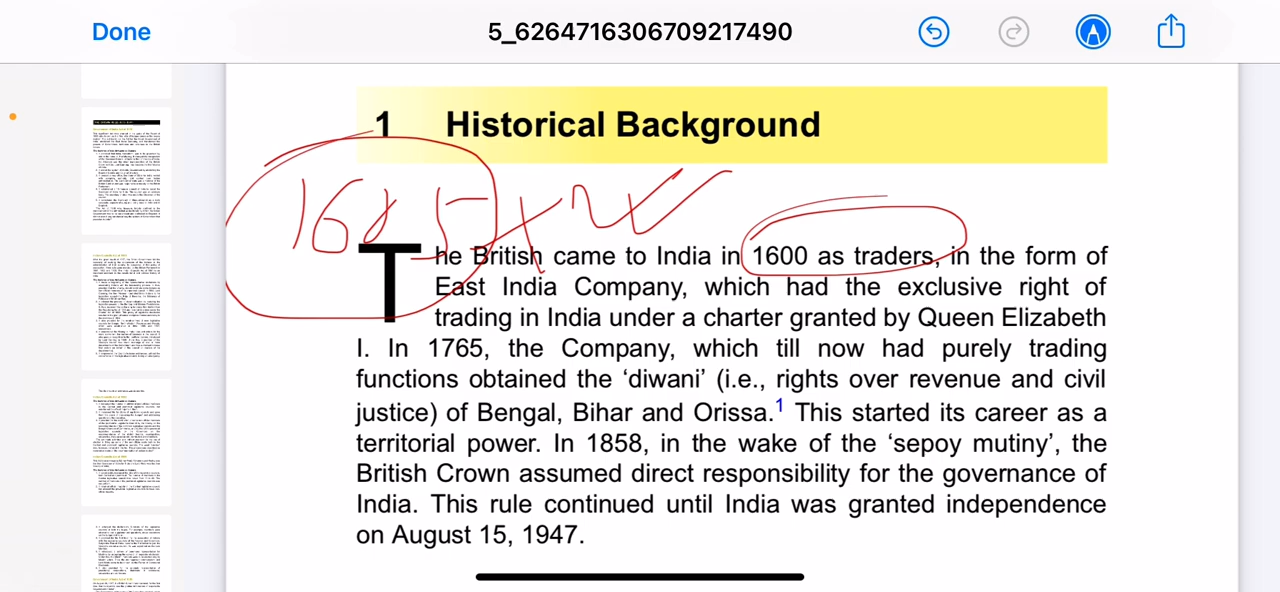 Done 5_6264716306709217490
1 Historical Background
The British came to India in 1600 as traders, in the form of
East India Company, which had the exclusive right of
trading in India under a charter granted by Queen Elizabeth
I. In 1765, the Company, which till now had purely trading
functions obtained the ‘diwani’ (i.e., rights over revenue and civil
justice) of Bengal, Bihar and Orissa.1 This started its career as a
territorial power. In 1858, in the wake of the ‘sepoy mutiny’, the
British Crown assumed direct responsibility for the governance of
India. This rule continued until India was granted independence
on August 15, 1947.